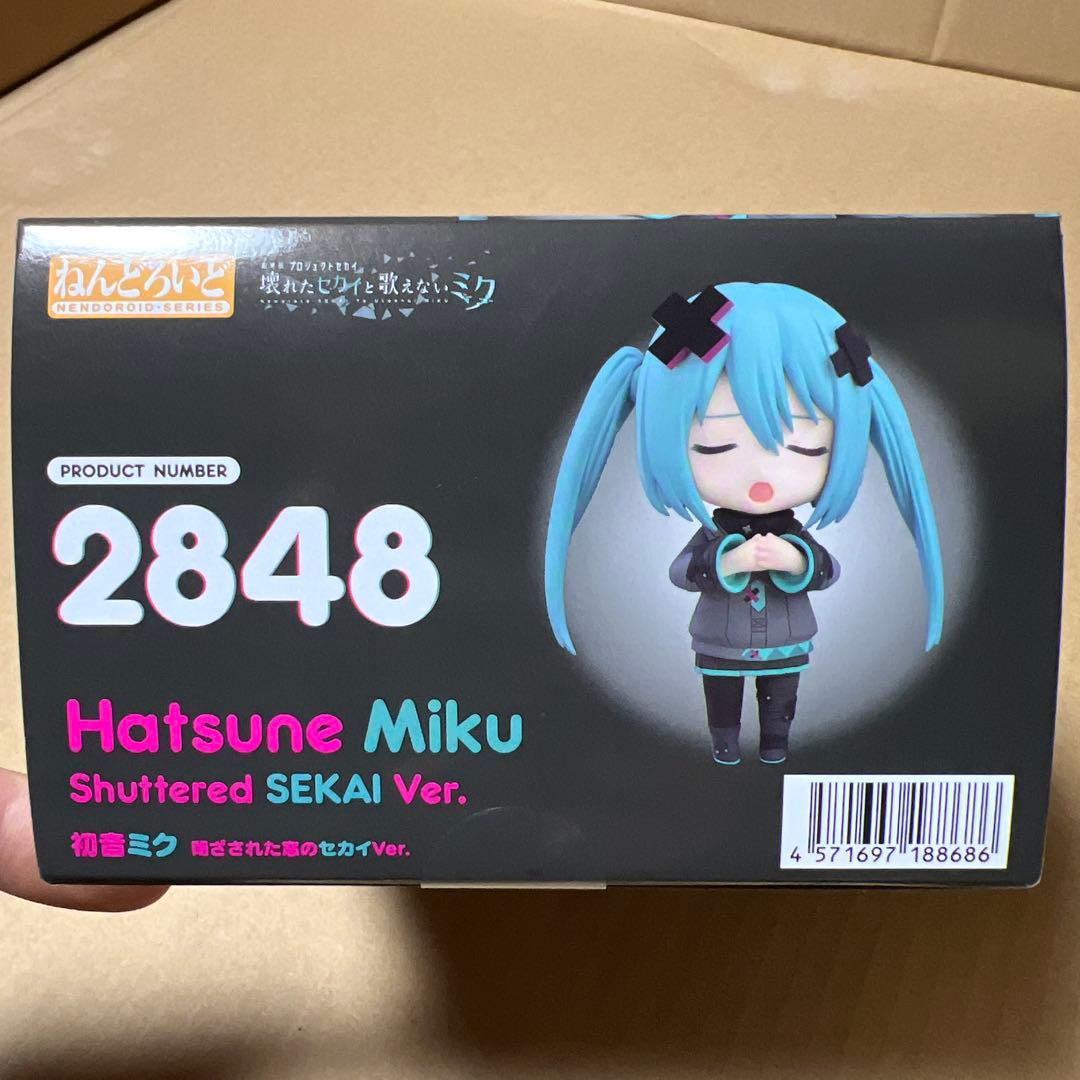 ねんどろいど
NENDOROID・SERIES
劇場版 プロジェクトセカイ
壊れたセカイと歌えないミク
PRODUCT NUMBER
2848
Hatsune Miku
Shuttered SEKAI Ver.
初音ミク 閉ざされた窓のセカイVer.
4 571697 188686